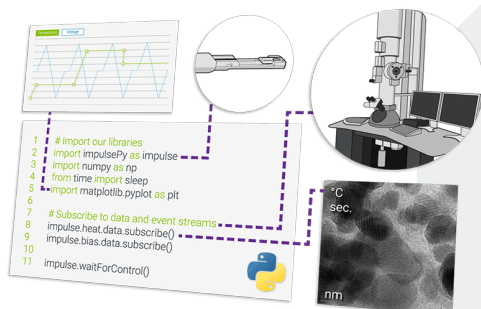 Temperature
Voltage
1 # Import our libraries
2 import impulsePy as impulse
3 import numpy as np
4 from time import sleep
5 import matplotlib.pyplot as plt
6
7 # Subscribe to data and event streams
8 impulse.heat.data.subscribe()
9 impulse.bias.data.subscribe()
10
11 impulse.waitForControl()
°C
sec.
nm